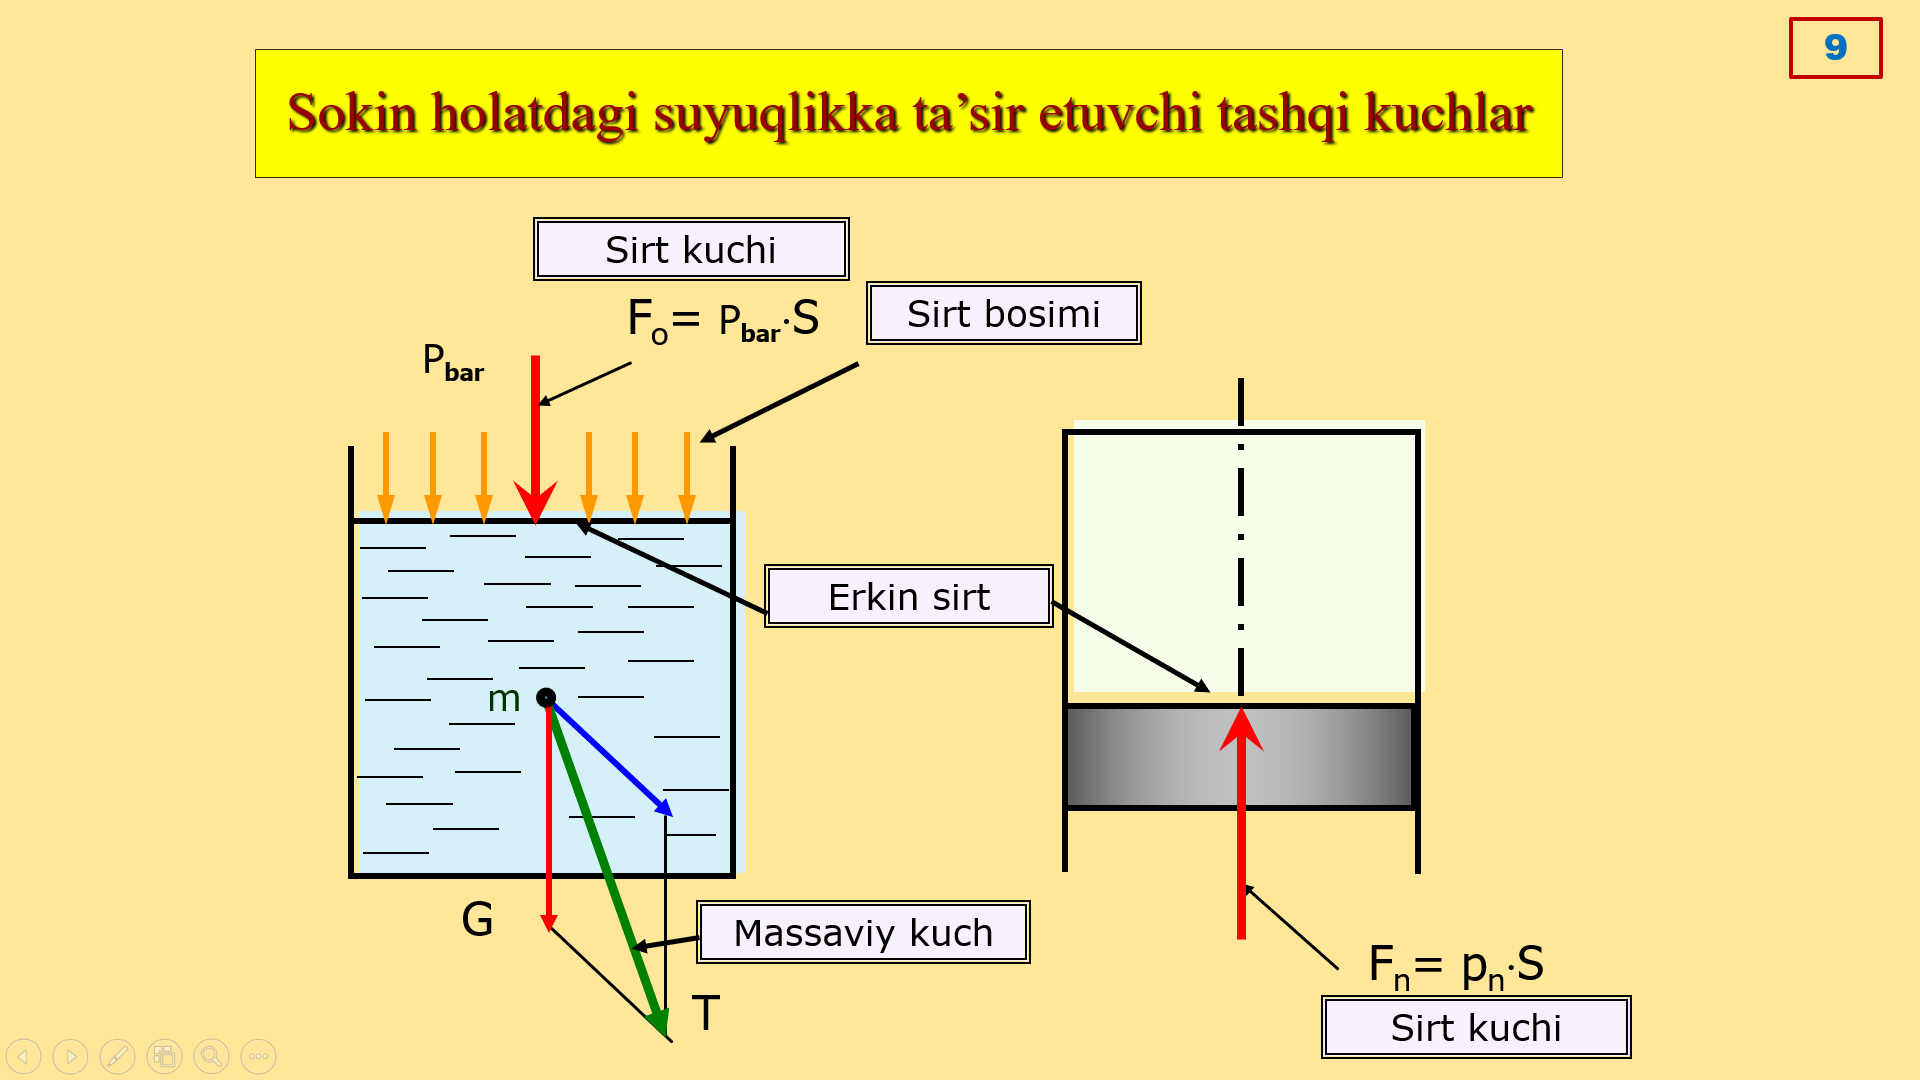 9
Sokin holatdagi suyuqlikka ta’sir etuvchi tashqi kuchlar
Sirt kuchi
Fo= Pbar·S
Sirt bosimi
Pbar
Erkin sirt
m
G
Massaviy kuch
T
Fn= pn·S
Sirt kuchi